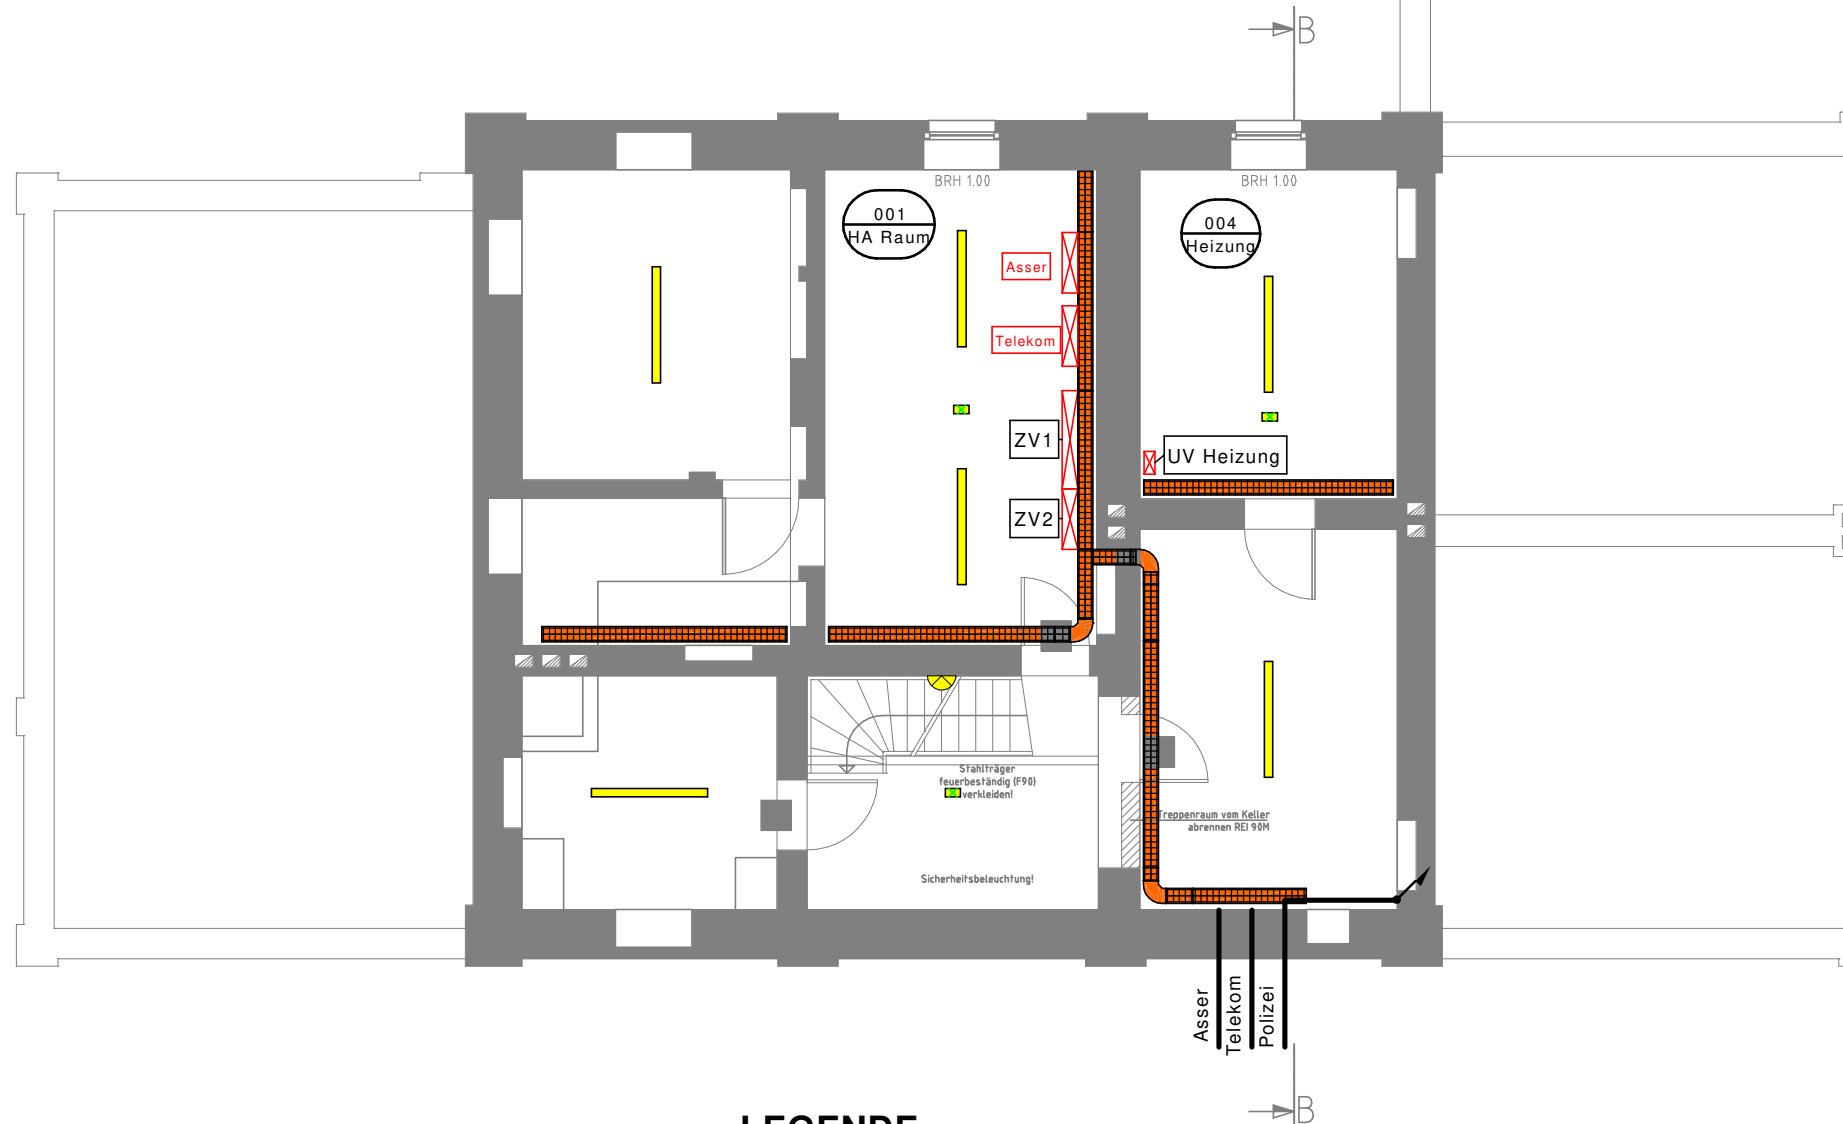 B
BRH 1.00
BRH 1.00
001
HA Raum
004
Heizung
Asser
Telekom
ZV1
UV Heizung
ZV2
Stahlträger
feuerbeständig (F90)
verkleiden!
Treppenraum vom Keller
abrennen REI 90M
Sicherheitsbeleuchtung!
Asser
Telekom
Polizei
B
LEGENDE